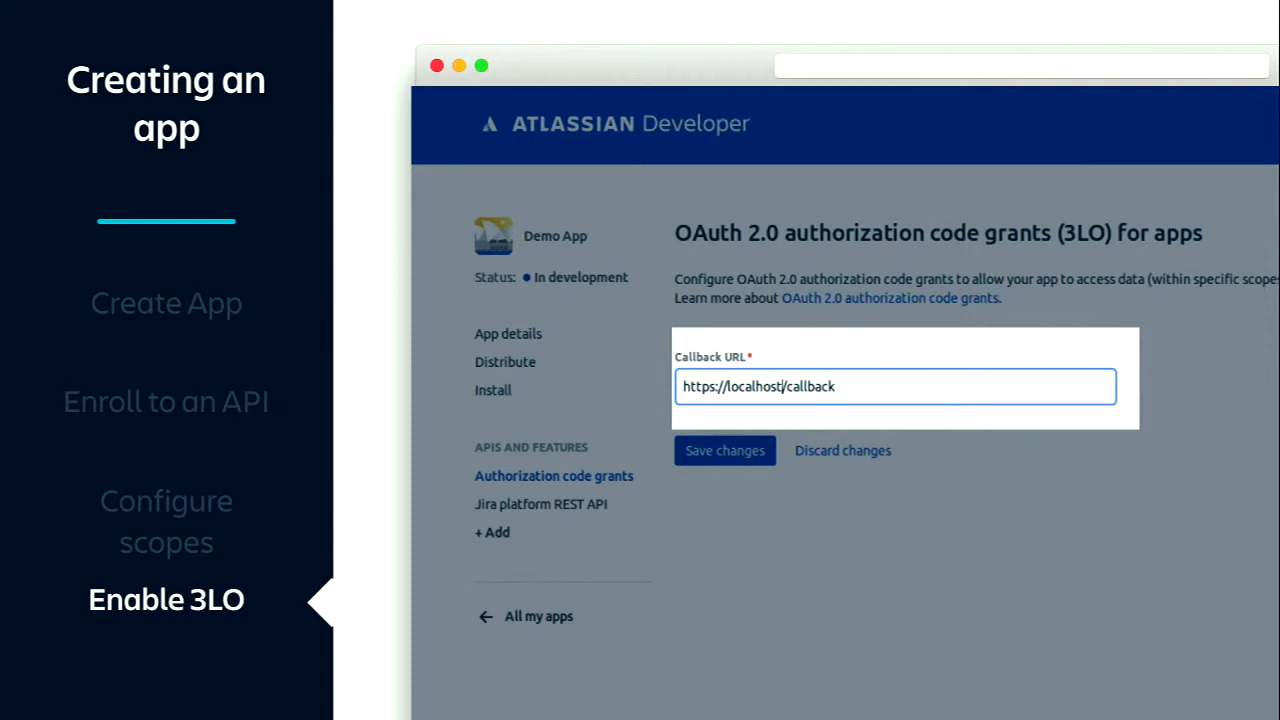 Creating an
app
Create App
Enroll to an API
Configure
scopes
Enable 3LO
ATLASSIAN Developer
Demo App
Status: In development
App details
Distribute
Install
APIS AND FEATURES
Authorization code grants
Jira platform REST API
+ Add
All my apps
OAuth 2.0 authorization code grants (3LO) for apps
Configure OAuth 2.0 authorization code grants to allow your app to access data (within specific scope
Learn more about OAuth 2.0 authorization code grants.
Callback URL*
https://localhost/callback
Save changes Discard changes